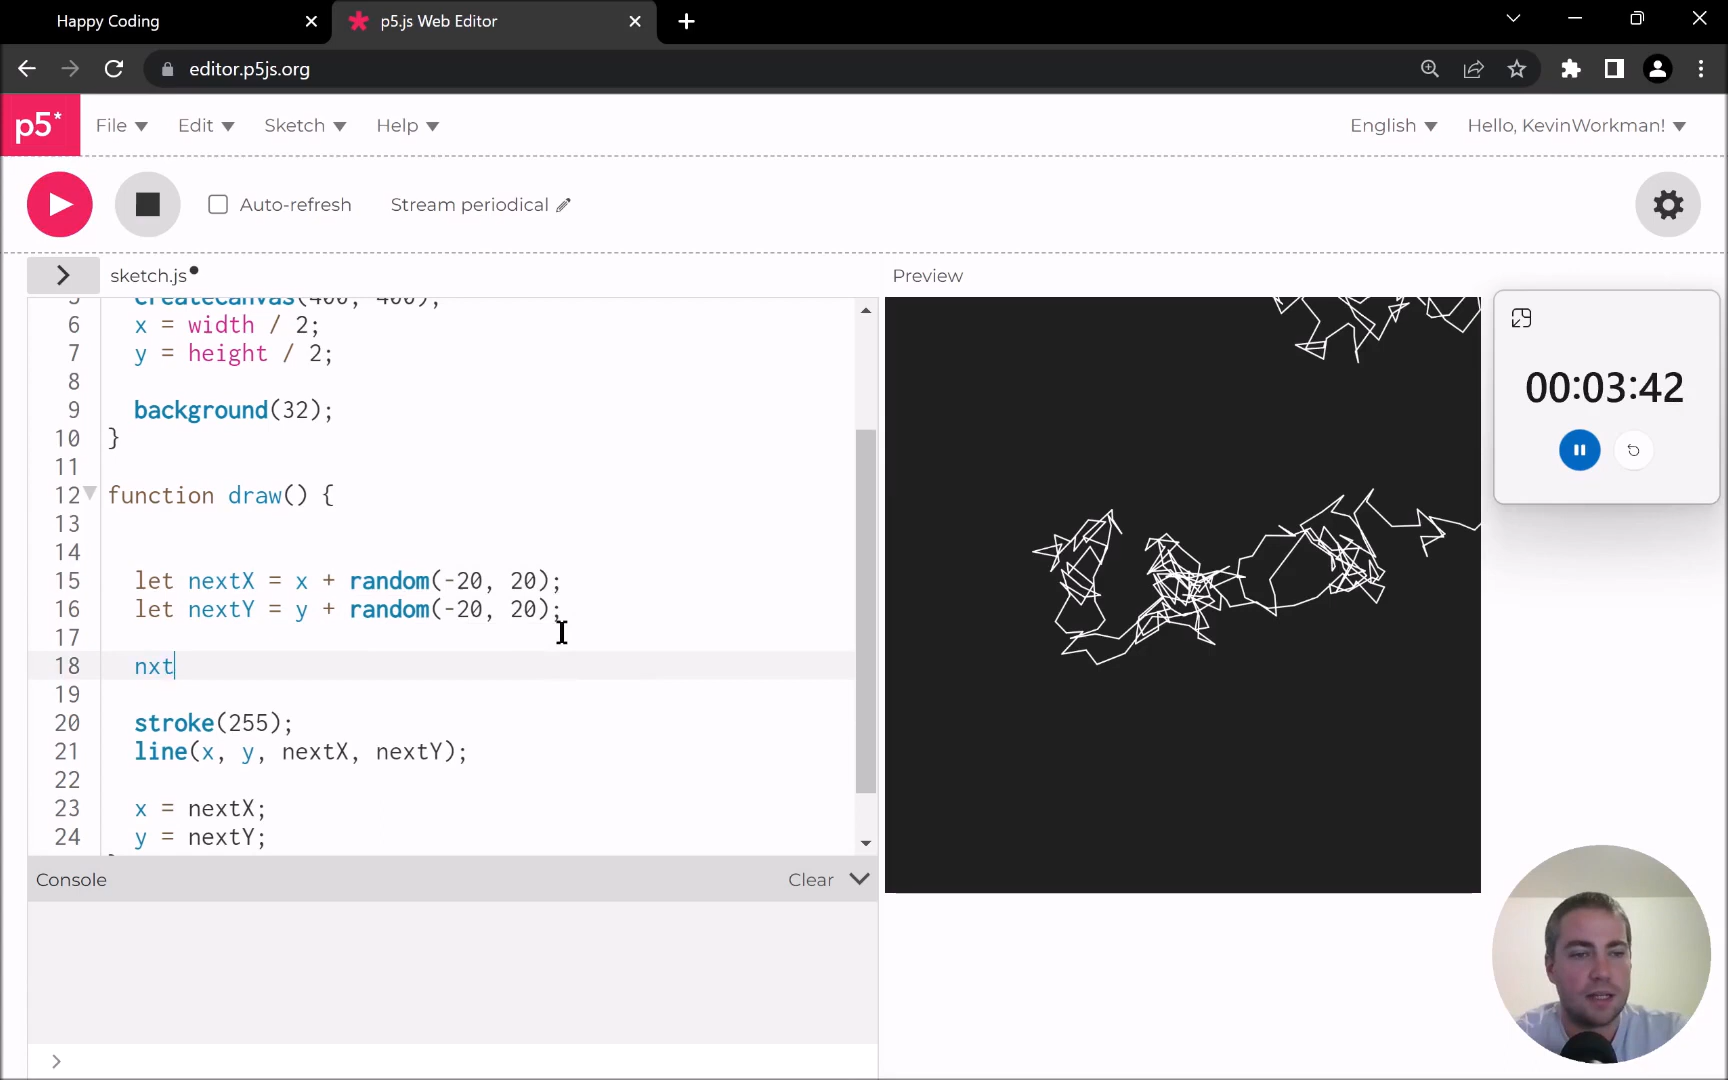 Happy Coding
p5.js Web Editor
editor.p5js.org
p5*
File
Edit
Sketch
Help
English
Hello, KevinWorkman!
Auto-refresh
Stream periodical
sketch.js
Preview
5 createCanvas(400, 400);
6 x = width / 2;
7 y = height / 2;
8
9 background(32);
10 }
11
12 function draw() {
13
14
15 let nextX = x + random(-20, 20);
16 let nextY = y + random(-20, 20);
17
18 nxt
19
20 stroke(255);
21 line(x, y, nextX, nextY);
22
23 x = nextX;
24 y = nextY;
00:03:42
Console
Clear
>